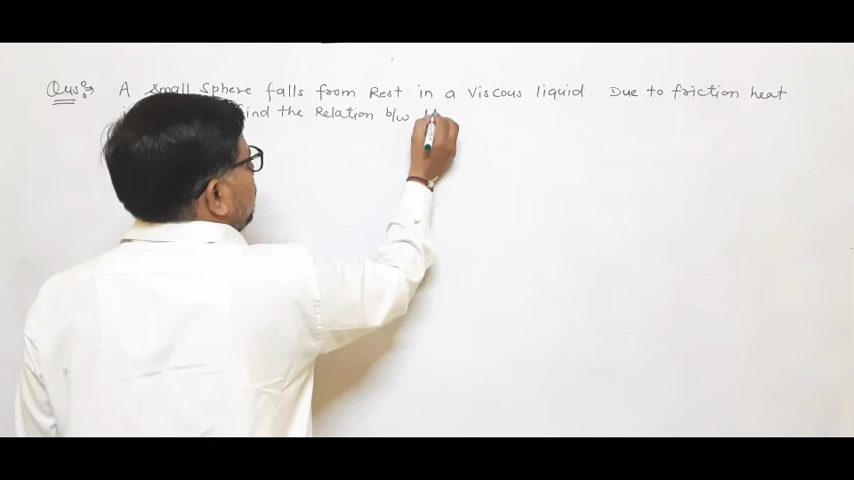 Ques:⇒ A small sphere falls from Rest in a viscous liquid. Due to friction heat
find the Relation b/w